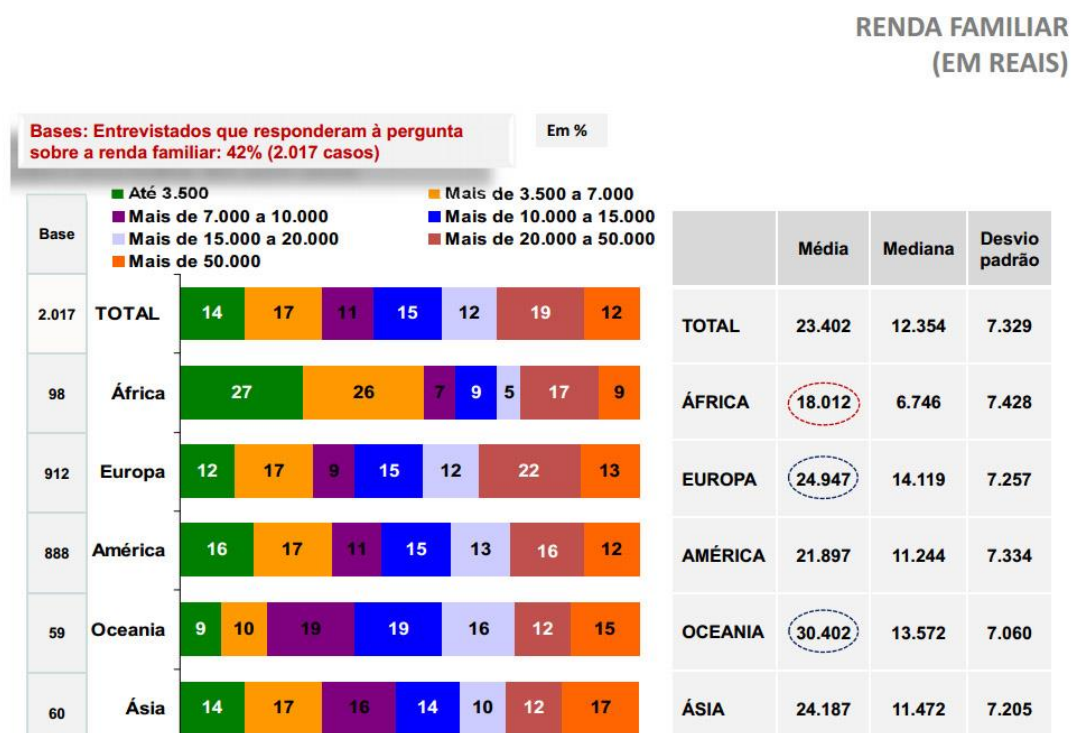 RENDA FAMILIAR
(EM REAIS)
Bases: Entrevistados que responderam à pergunta
sobre a renda familiar: 42% (2.017 casos)
Em %
Até 3.500
Mais de 3.500 a 7.000
Mais de 7.000 a 10.000
Mais de 10.000 a 15.000
Mais de 15.000 a 20.000
Mais de 20.000 a 50.000
Mais de 50.000
Base
2.017 TOTAL 14 17 11 15 12 19 12
98 África 27 26 7 9 5 17 9
912 Europa 12 17 9 15 12 22 13
888 América 16 17 11 15 13 16 12
59 Oceania 9 10 19 19 16 12 15
60 Ásia 14 17 16 14 10 12 17
Média Mediana Desvio
padrão
TOTAL 23.402 12.354 7.329
ÁFRICA 18.012 6.746 7.428
EUROPA 24.947 14.119 7.257
AMÉRICA 21.897 11.244 7.334
OCEANIA 30.402 13.572 7.060
ÁSIA 24.187 11.472 7.205